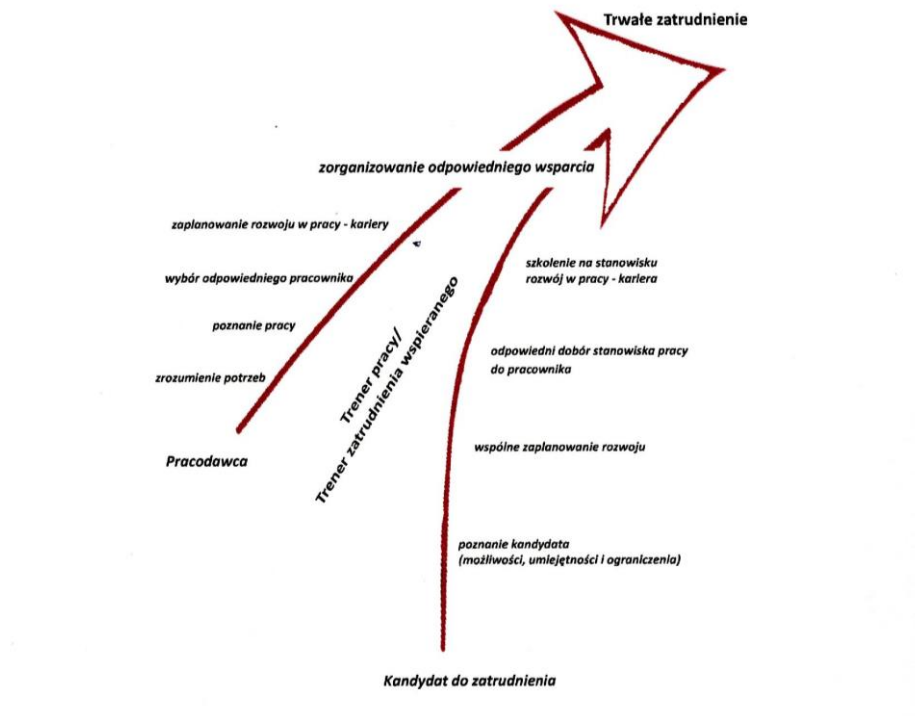 Trwałe zatrudnienie
zorganizowanie odpowiedniego wsparcia
zaplanowanie rozwoju w pracy - kariery
wybór odpowiedniego pracownika
poznanie pracy
zrozumienie potrzeb
Pracodawca
Trener pracy/
Trener zatrudnienia wspieranego
szkolenie na stanowisku
rozwój w pracy - kariera
odpowiedni dobór stanowiska pracy
do pracownika
wspólne zaplanowanie rozwoju
poznanie kandydata
(możliwości, umiejętności i ograniczenia)
Kandydat do zatrudnienia